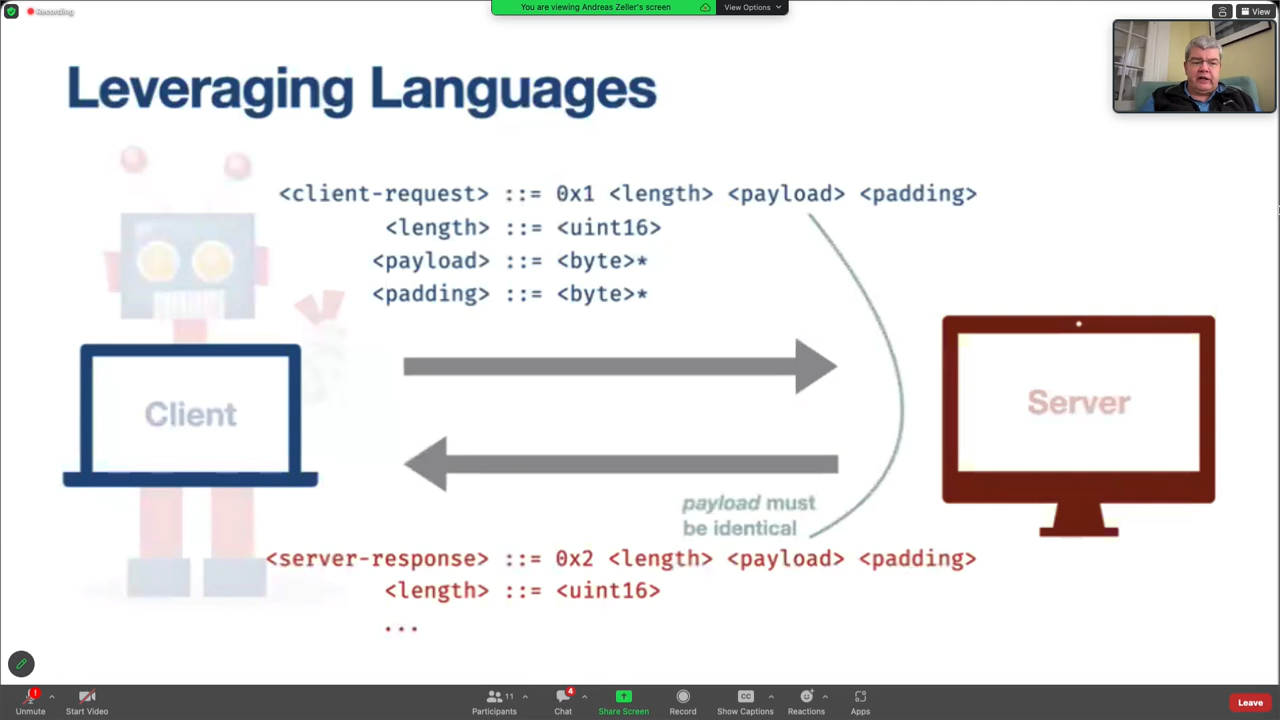 Recording
You are viewing Andreas Zeller's screen
View Options
View
Leveraging Languages
<client-request> ::= 0x1 <length> <payload> <padding>
<length> ::= <uint16>
<payload> ::= <byte>*
<padding> ::= <byte>*
Client
Server
payload must
be identical
<server-response> ::= 0x2 <length> <payload> <padding>
<length> ::= <uint16>
...
Unmute
Start Video
Participants 11
Chat 4
Share Screen
Record
CC Show Captions
Reactions
Apps
Leave